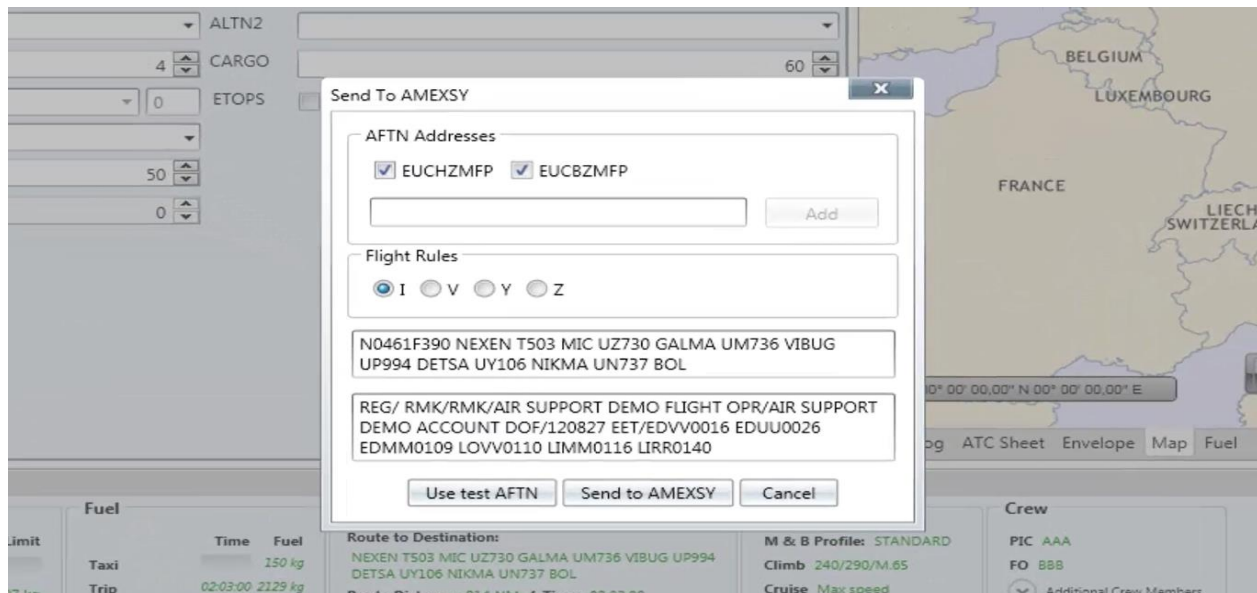 ALTN2
4 CARGO 60
0 ETOPS
50
0
BELGIUM
LUXEMBOURG
FRANCE
LIECH
SWITZERLA
Send To AMEXSY
AFTN Addresses
EUCHZMFP EUCBZMFP
Add
Flight Rules
I V Y Z
N0461F390 NEXEN T503 MIC UZ730 GALMA UM736 VIBUG
UP994 DETSA UY106 NIKMA UN737 BOL
REG/ RMK/RMK/AIR SUPPORT DEMO FLIGHT OPR/AIR SUPPORT
DEMO ACCOUNT DOF/120827 EET/EDVV0016 EDUU0026
EDMM0109 LOVV0110 LIMM0116 LIRR0140
Use test AFTN Send to AMEXSY Cancel
00° 00' 00,00" N 00° 00' 00,00" E
og ATC Sheet Envelope Map Fuel
Limit
Fuel
Time Fuel
Taxi 150 kg
Trip 02:03:00 2129 kg
Route to Destination:
NEXEN T503 MIC UZ730 GALMA UM736 VIBUG UP994
DETSA UY106 NIKMA UN737 BOL
M & B Profile: STANDARD
Climb 240/290/M.65
Cruise Max speed
Crew
PIC AAA
FO BBB
Additional Crew Members